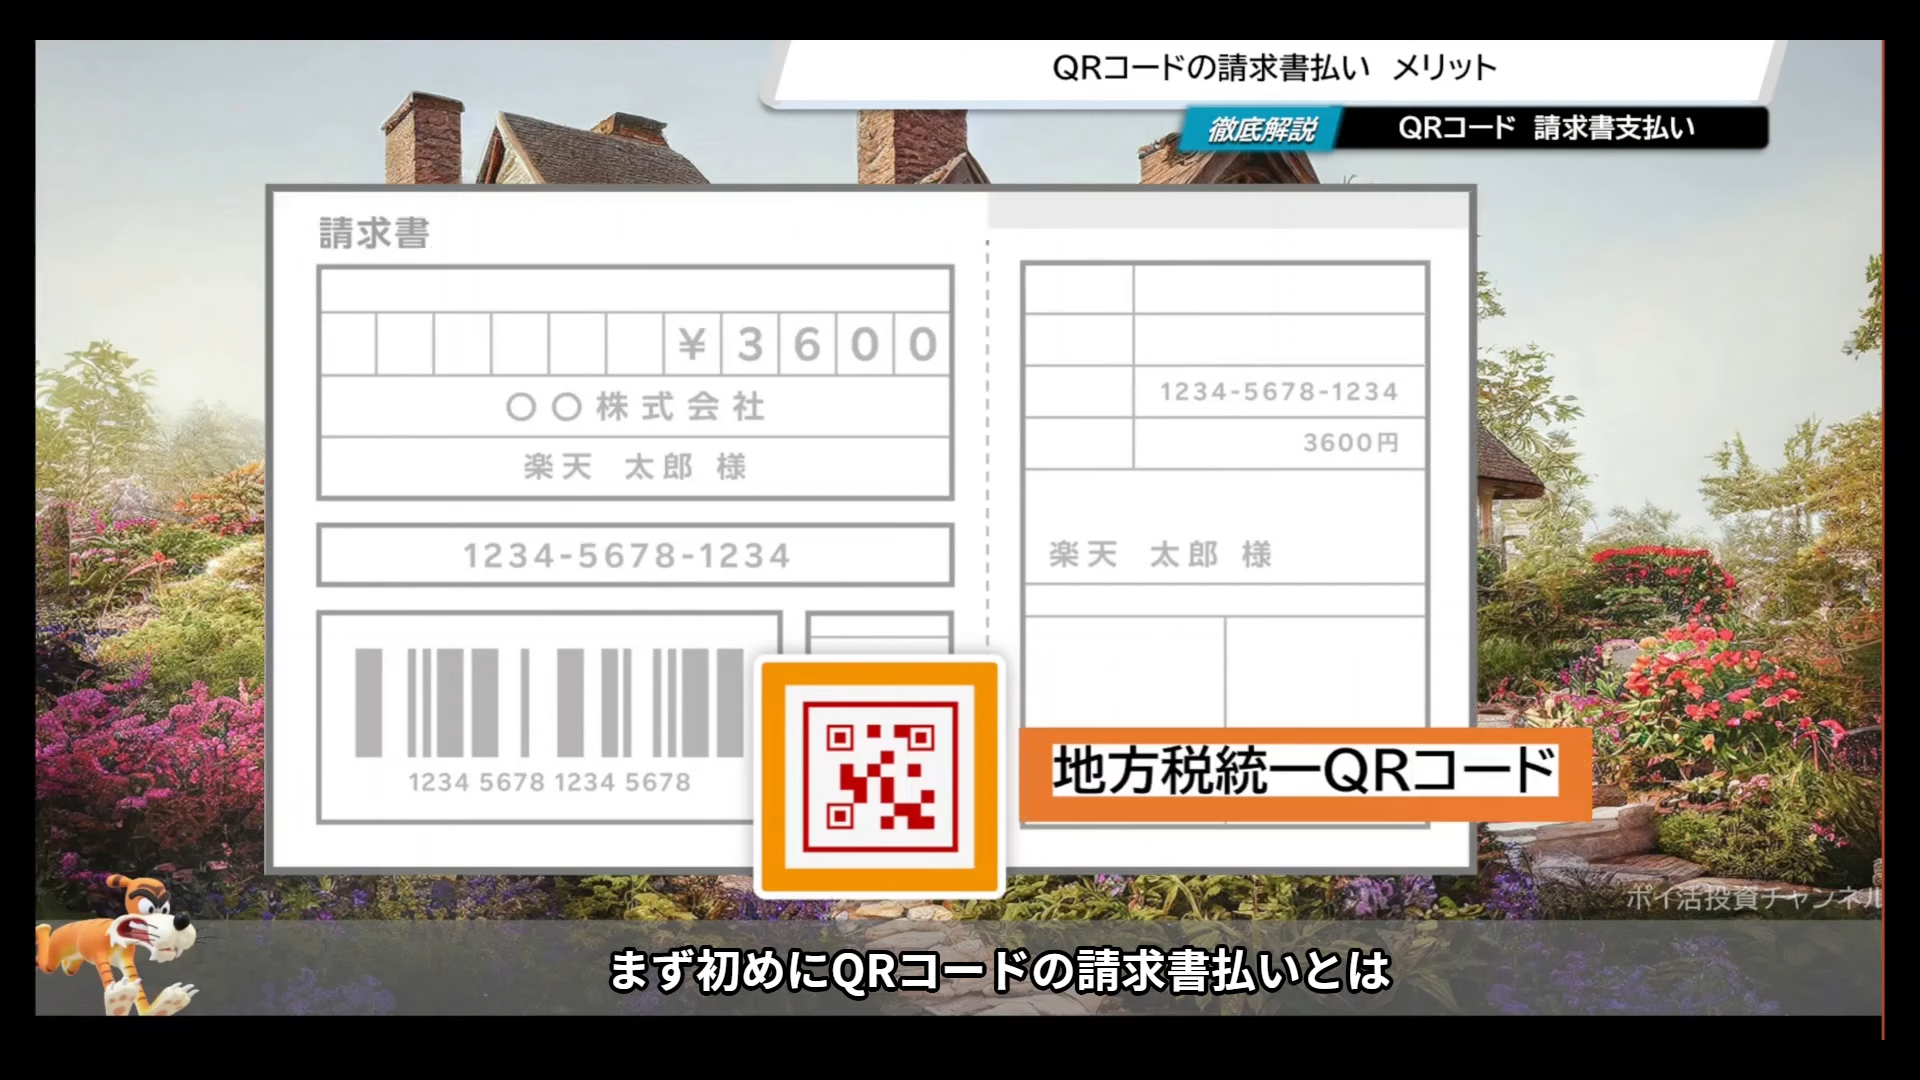 QRコードの請求書払い メリット
徹底解説 QRコード 請求書支払い
請求書
¥3600
〇〇株式会社
楽天 太郎 様
1234-5678-1234
1234 5678 1234 5678
1234-5678-1234
3600円
楽天 太郎 様
地方税統一QRコード
ポイ活投資チャンネル
まず初めにQRコードの請求書払いとは